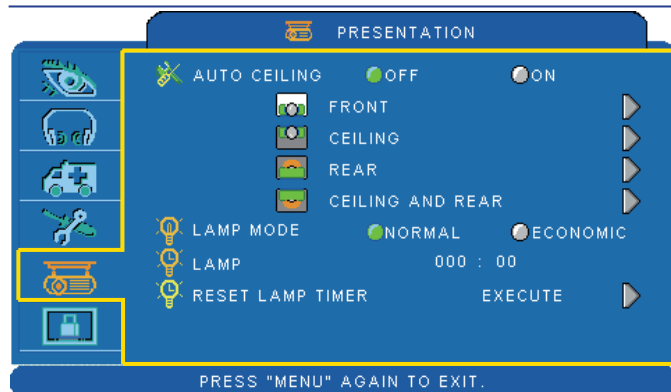 PRESENTATION
AUTO CEILING OFF ON
FRONT
CEILING
REAR
CEILING AND REAR
LAMP MODE NORMAL ECONOMIC
LAMP 000 : 00
RESET LAMP TIMER EXECUTE
PRESS "MENU" AGAIN TO EXIT.